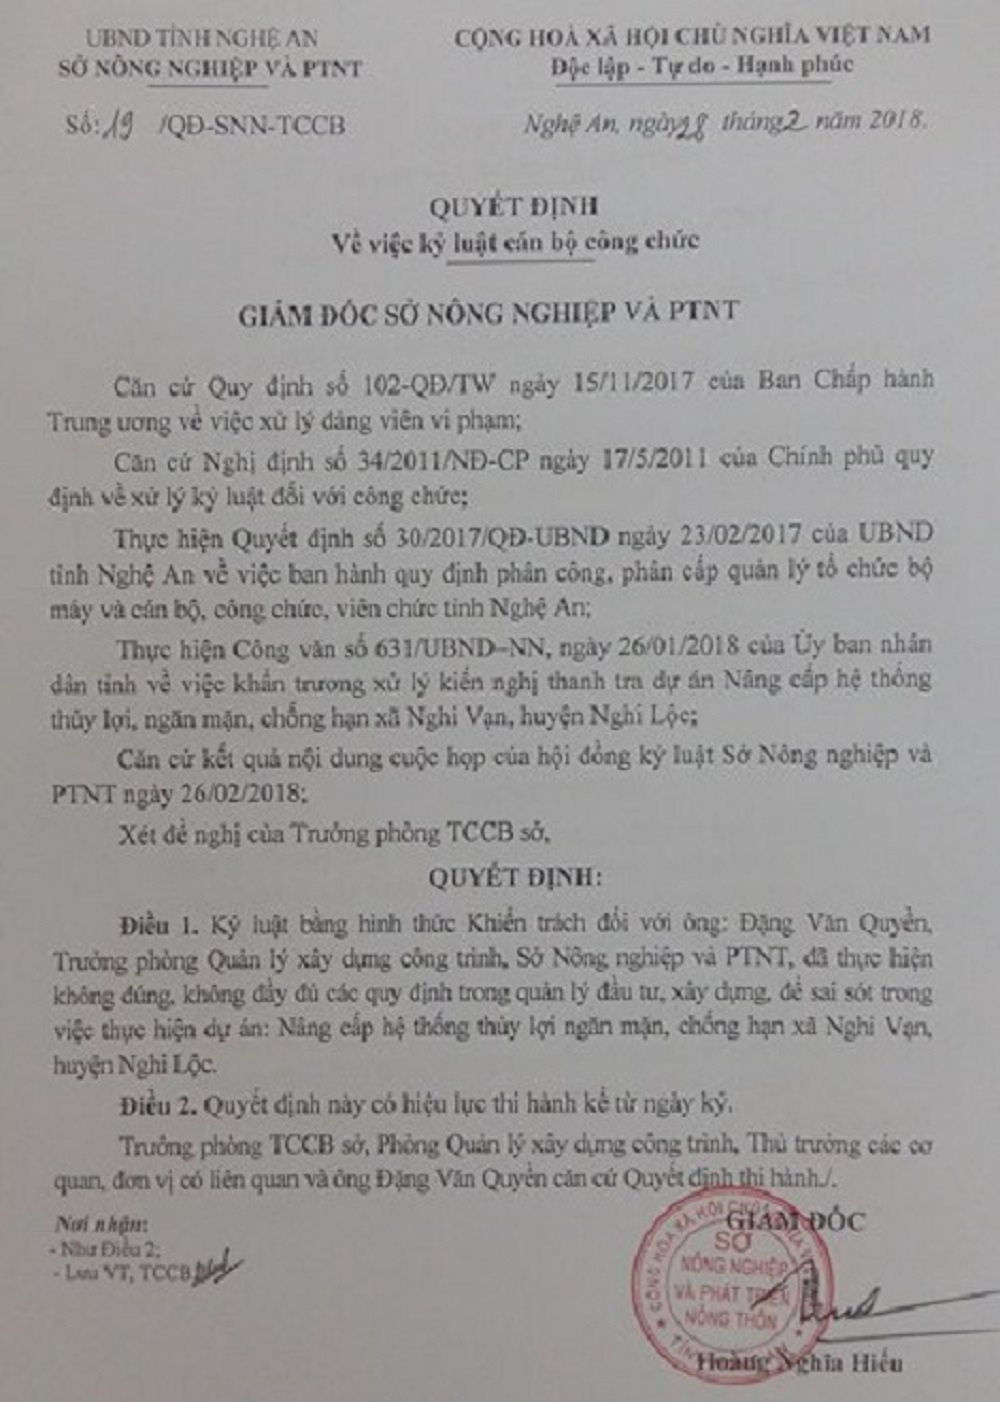 UBND TỈNH NGHỆ AN
SỞ NÔNG NGHIỆP VÀ PTNT
CỘNG HOÀ XÃ HỘI CHỦ NGHĨA VIỆT NAM
Độc lập - Tự do - Hạnh phúc
Số: 19 /QĐ-SNN-TCCB
Nghệ An, ngày 28 tháng 2 năm 2018.
QUYẾT ĐỊNH
Về việc kỷ luật cán bộ công chức
GIÁM ĐỐC SỞ NÔNG NGHIỆP VÀ PTNT
Căn cứ Quy định số 102-QĐ/TW ngày 15/11/2017 của Ban Chấp hành
Trung ương về việc xử lý đảng viên vi phạm;
Căn cứ Nghị định số 34/2011/NĐ-CP ngày 17/5/2011 của Chính phủ quy
định về xử lý kỷ luật đối với công chức;
Thực hiện Quyết định số 30/2017/QĐ-UBND ngày 23/02/2017 của UBND
tỉnh Nghệ An về việc ban hành quy định phân công, phân cấp quản lý tổ chức bộ
máy và cán bộ, công chức, viên chức tỉnh Nghệ An;
Thực hiện Công văn số 631/UBND-NN, ngày 26/01/2018 của Ủy ban nhân
dân tỉnh về việc khẩn trương xử lý kiến nghị thanh tra dự án Nâng cấp hệ thống
thủy lợi, ngăn mặn, chống hạn xã Nghi Vạn, huyện Nghi Lộc;
Căn cứ kết quả nội dung cuộc họp của hội đồng kỷ luật Sở Nông nghiệp và
PTNT ngày 26/02/2018;
Xét đề nghị của Trưởng phòng TCCB sở,
QUYẾT ĐỊNH:
Điều 1. Kỷ luật bằng hình thức Khiển trách đối với ông: Đặng Văn Quyền,
Trưởng phòng Quản lý xây dựng công trình, Sở Nông nghiệp và PTNT, đã thực hiện
không đúng, không đầy đủ các quy định trong quản lý đầu tư, xây dựng, để sai sót trong
việc thực hiện dự án: Nâng cấp hệ thống thủy lợi ngăn mặn, chống hạn xã Nghi Vạn,
huyện Nghi Lộc.
Điều 2. Quyết định này có hiệu lực thi hành kể từ ngày ký.
Trưởng phòng TCCB sở, Phòng Quản lý xây dựng công trình, Thủ trưởng các cơ
quan, đơn vị có liên quan và ông Đặng Văn Quyền căn cứ Quyết định thi hành./.
Nơi nhận:
- Như Điều 2;
- Lưu VT, TCCB
GIÁM ĐỐC
CỘNG HÒA XÃ HỘI CHỦ NGHĨA
SỞ
NÔNG NGHIỆP
VÀ PHÁT TRIỂN
NÔNG THÔN
Hoàng Nghĩa Hiếu